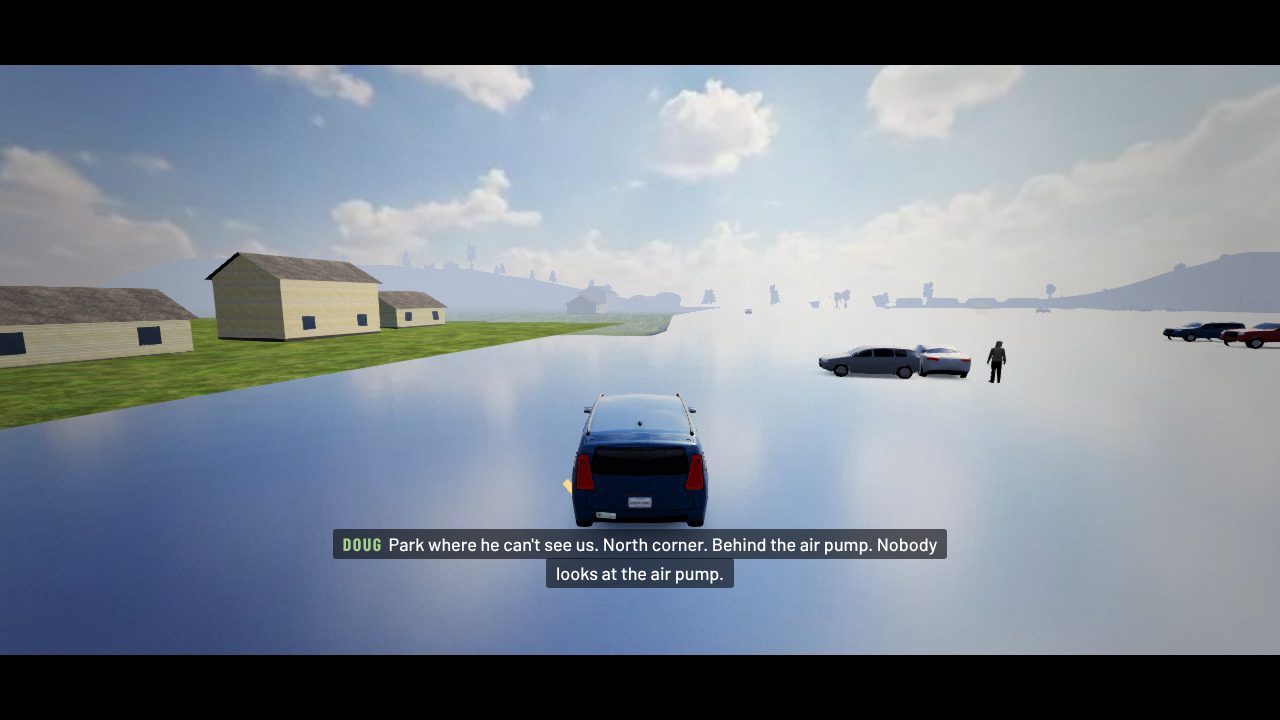 DOUG Park where he can't see us. North corner. Behind the air pump. Nobody
looks at the air pump.